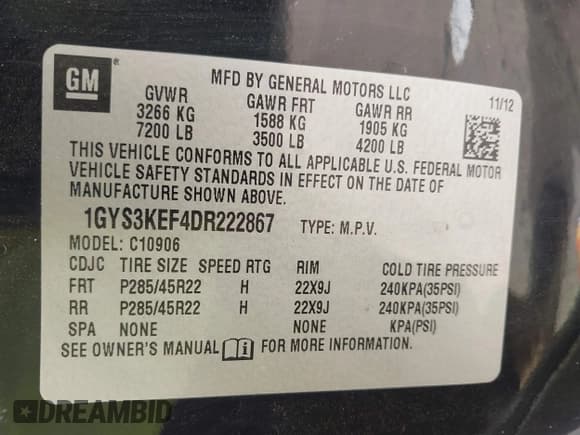 GM ®
MFD BY GENERAL MOTORS LLC
11/12
GVWR GAWR FRT GAWR RR
3266 KG 1588 KG 1905 KG
7200 LB 3500 LB 4200 LB
THIS VEHICLE CONFORMS TO ALL APPLICABLE U.S. FEDERAL MOTOR
VEHICLE SAFETY STANDARDS IN EFFECT ON THE DATE OF
MANUFACTURE SHOWN ABOVE.
1GYS3KEF4DR222867 TYPE: M.P.V.
MODEL: C10906
CDJC TIRE SIZE SPEED RTG RIM COLD TIRE PRESSURE
FRT P285/45R22 H 22X9J 240KPA(35PSI)
RR P285/45R22 H 22X9J 240KPA(35PSI)
SPA NONE NONE KPA(PSI)
SEE OWNER'S MANUAL FOR MORE INFORMATION.
DREAMBID